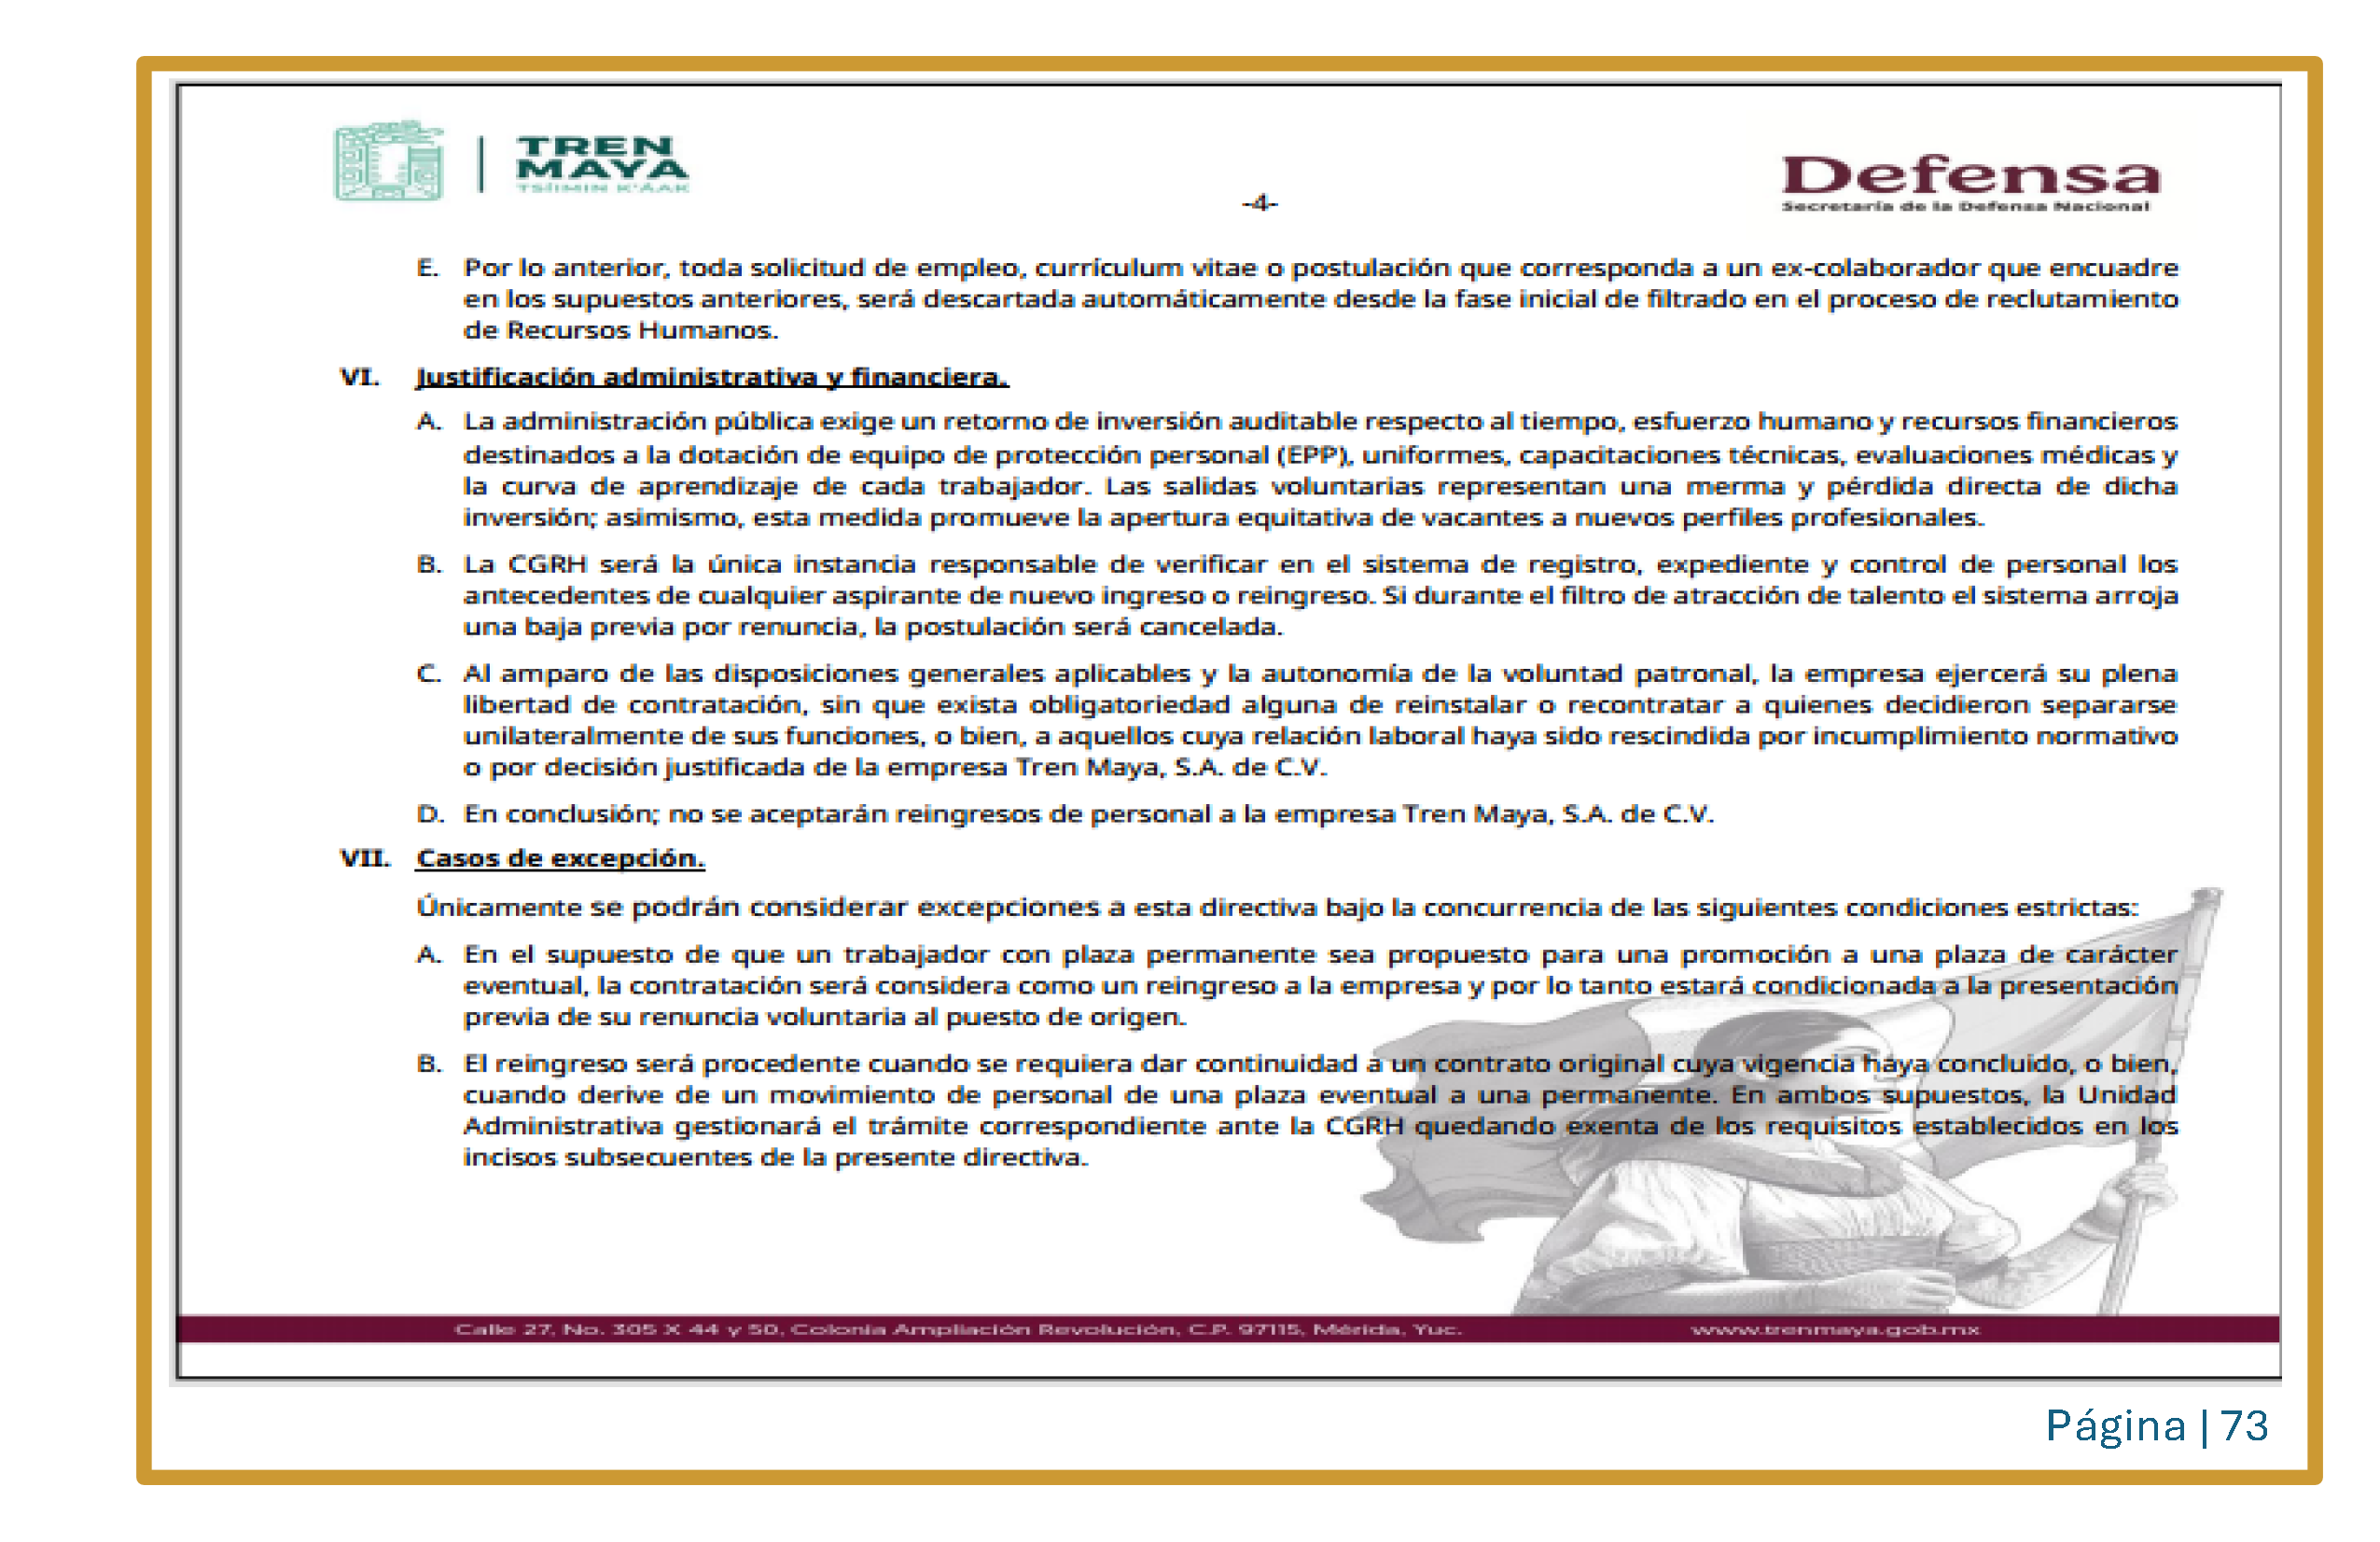 TREN
MAYA
TSÍIMIN K'ÁAK
Defensa
Secretaría de la Defensa Nacional
-4-
E. Por lo anterior, toda solicitud de empleo, currículum vitae o postulación que corresponda a un ex-colaborador que encuadre
en los supuestos anteriores, será descartada automáticamente desde la fase inicial de filtrado en el proceso de reclutamiento
de Recursos Humanos.
VI. Justificación administrativa y financiera.
A. La administración pública exige un retorno de inversión auditable respecto al tiempo, esfuerzo humano y recursos financieros
destinados a la dotación de equipo de protección personal (EPP), uniformes, capacitaciones técnicas, evaluaciones médicas y
la curva de aprendizaje de cada trabajador. Las salidas voluntarias representan una merma y pérdida directa de dicha
inversión; asimismo, esta medida promueve la apertura equitativa de vacantes a nuevos perfiles profesionales.
B. La CGRH será la única instancia responsable de verificar en el sistema de registro, expediente y control de personal los
antecedentes de cualquier aspirante de nuevo ingreso o reingreso. Si durante el filtro de atracción de talento el sistema arroja
una baja previa por renuncia, la postulación será cancelada.
C. Al amparo de las disposiciones generales aplicables y la autonomía de la voluntad patronal, la empresa ejercerá su plena
libertad de contratación, sin que exista obligatoriedad alguna de reinstalar o recontratar a quienes decidieron separarse
unilateralmente de sus funciones, o bien, a aquellos cuya relación laboral haya sido rescindida por incumplimiento normativo
o por decisión justificada de la empresa Tren Maya, S.A. de C.V.
D. En conclusión; no se aceptarán reingresos de personal a la empresa Tren Maya, S.A. de C.V.
VII. Casos de excepción.
Únicamente se podrán considerar excepciones a esta directiva bajo la concurrencia de las siguientes condiciones estrictas:
A. En el supuesto de que un trabajador con plaza permanente sea propuesto para una promoción a una plaza de carácter
eventual, la contratación será considera como un reingreso a la empresa y por lo tanto estará condicionada a la presentación
previa de su renuncia voluntaria al puesto de origen.
B. El reingreso será procedente cuando se requiera dar continuidad a un contrato original cuya vigencia haya concluido, o bien,
cuando derive de un movimiento de personal de una plaza eventual a una permanente. En ambos supuestos, la Unidad
Administrativa gestionará el trámite correspondiente ante la CGRH quedando exenta de los requisitos establecidos en los
incisos subsecuentes de la presente directiva.
Calle 27, No. 305 X 44 y 50, Colonia Ampliación Revolución, C.P. 97115, Mérida, Yuc.
www.trenmaya.gob.mx
Página | 73